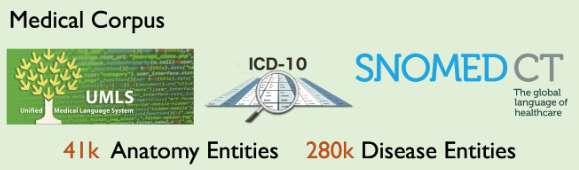 Medical Corpus
UMLS
Unified Medical Language System
ICD-10
SNOMED CT
The global
language of
healthcare
41k Anatomy Entities 280k Disease Entities